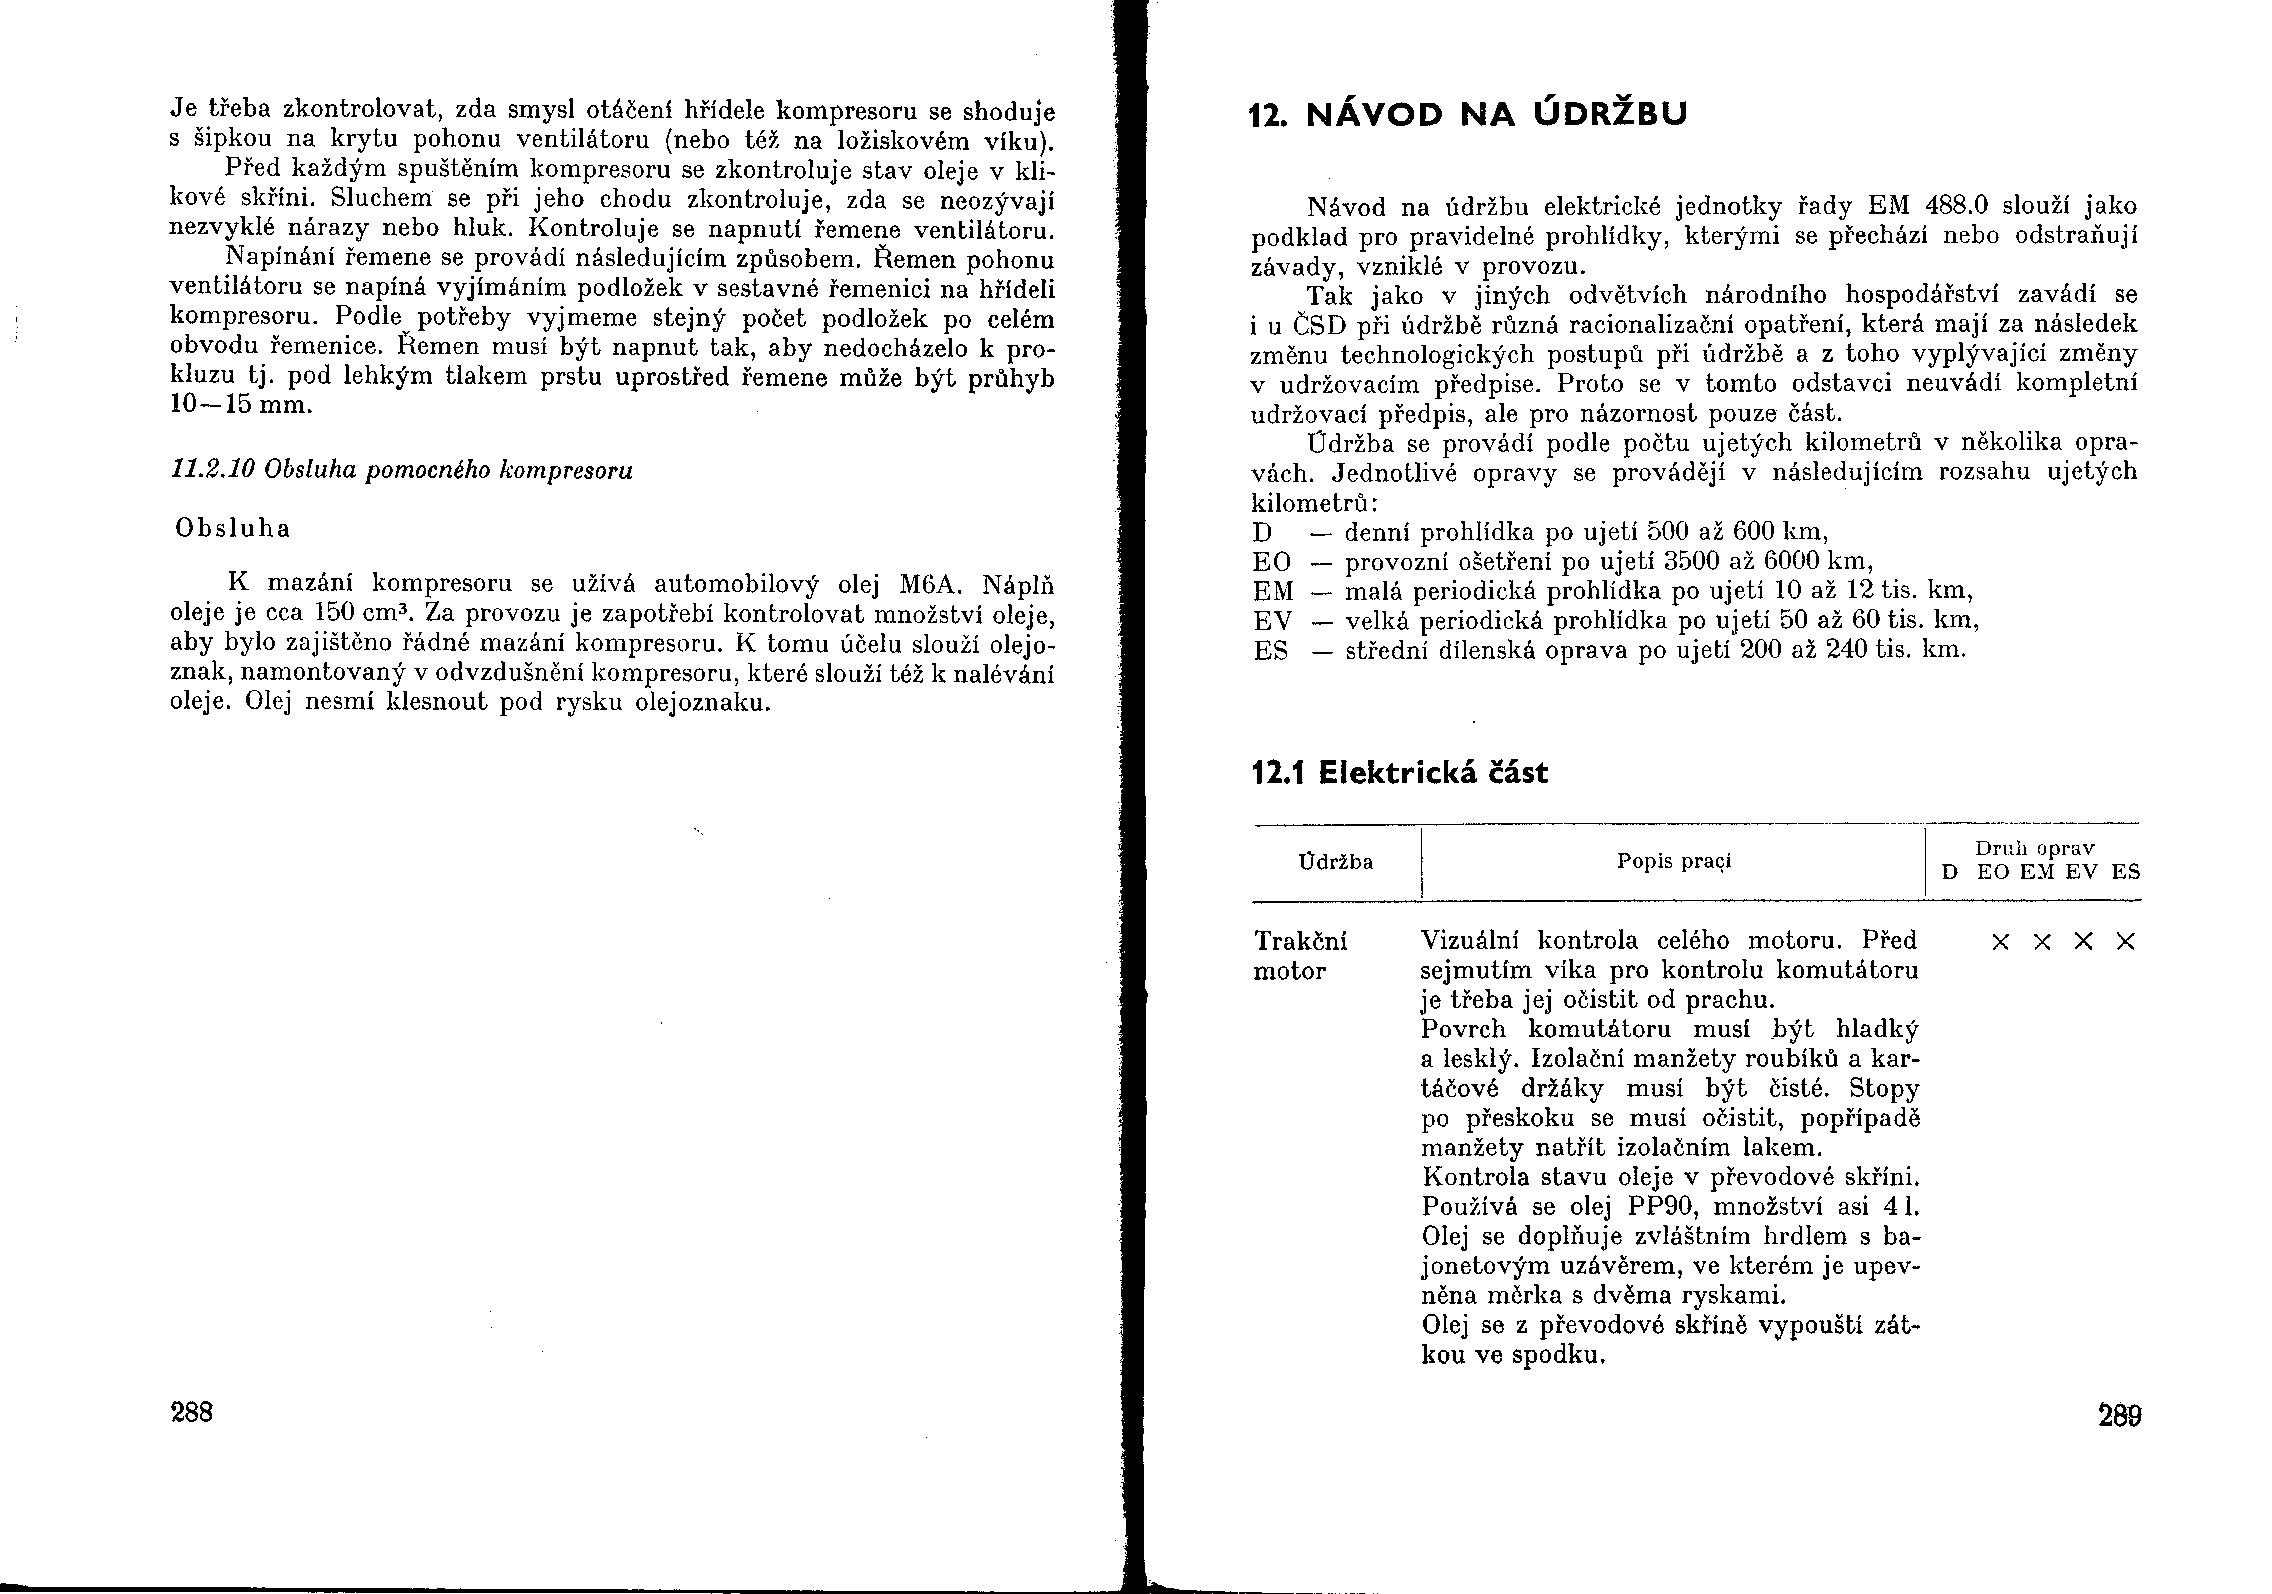 Je třeba zkontrolovat, zda smysl otáčení hřídele kompresoru se shoduje
s šipkou na krytu pohonu ventilátoru (nebo též na ložiskovém víku).
Před každým spuštěním kompresoru se zkontroluje stav oleje v kli-
kové skříni. Sluchem se při jeho chodu zkontroluje, zda se neozývají
nezvyklé nárazy nebo hluk. Kontroluje se napnutí řemene ventilátoru.
Napínání řemene se provádí následujícím způsobem. Řemen pohonu
ventilátoru se napíná vyjímáním podložek v sestavné řemenici na hřídeli
kompresoru. Podle potřeby vyjmeme stejný počet podložek po celém
obvodu řemenice. Řemen musí být napnut tak, aby nedocházelo k pro-
kluzu tj. pod lehkým tlakem prstu uprostřed řemene může být průhyb
10—15 mm.
11.2.10 Obsluha pomocného kompresoru
Obsluha
K mazání kompresoru se užívá automobilový olej M6A. Náplň
oleje je cca 150 cm³. Za provozu je zapotřebí kontrolovat množství oleje,
aby bylo zajištěno řádné mazání kompresoru. K tomu účelu slouží olejo-
znak, namontovaný v odvzdušnění kompresoru, které slouží též k nalévání
oleje. Olej nesmí klesnout pod rysku olejoznaku.
288
12. NÁVOD NA ÚDRŽBU
Návod na údržbu elektrické jednotky řady EM 488.0 slouží jako
podklad pro pravidelné prohlídky, kterými se přechází nebo odstraňují
závady, vzniklé v provozu.
Tak jako v jiných odvětvích národního hospodářství zavádí se
i u ČSD při údržbě různá racionalizační opatření, která mají za následek
změnu technologických postupů při údržbě a z toho vyplývající změny
v udržovacím předpise. Proto se v tomto odstavci neuvádí kompletní
udržovací předpis, ale pro názornost pouze část.
Údržba se provádí podle počtu ujetých kilometrů v několika opra-
vách. Jednotlivé opravy se provádějí v následujícím rozsahu ujetých
kilometrů:
D — denní prohlídka po ujetí 500 až 600 km,
EO — provozní ošetření po ujetí 3500 až 6000 km,
EM — malá periodická prohlídka po ujetí 10 až 12 tis. km,
EV — velká periodická prohlídka po ujetí 50 až 60 tis. km,
ES — střední dílenská oprava po ujetí 200 až 240 tis. km.
12.1 Elektrická část
Údržba Popis prací Druh oprav
D EO EM EV ES
Trakční Vizuální kontrola celého motoru. Před × × × ×
motor sejmutím víka pro kontrolu komutátoru
je třeba jej očistit od prachu.
Povrch komutátoru musí být hladký
a lesklý. Izolační manžety roubíků a kar-
táčové držáky musí být čisté. Stopy
po přeskoku se musí očistit, popřípadě
manžety natřít izolačním lakem.
Kontrola stavu oleje v převodové skříni.
Používá se olej PP90, množství asi 4 l.
Olej se doplňuje zvláštním hrdlem s ba-
jonetovým uzávěrem, ve kterém je upev-
něna měrka s dvěma ryskami.
Olej se z převodové skříně vypouští zát-
kou ve spodku.
289